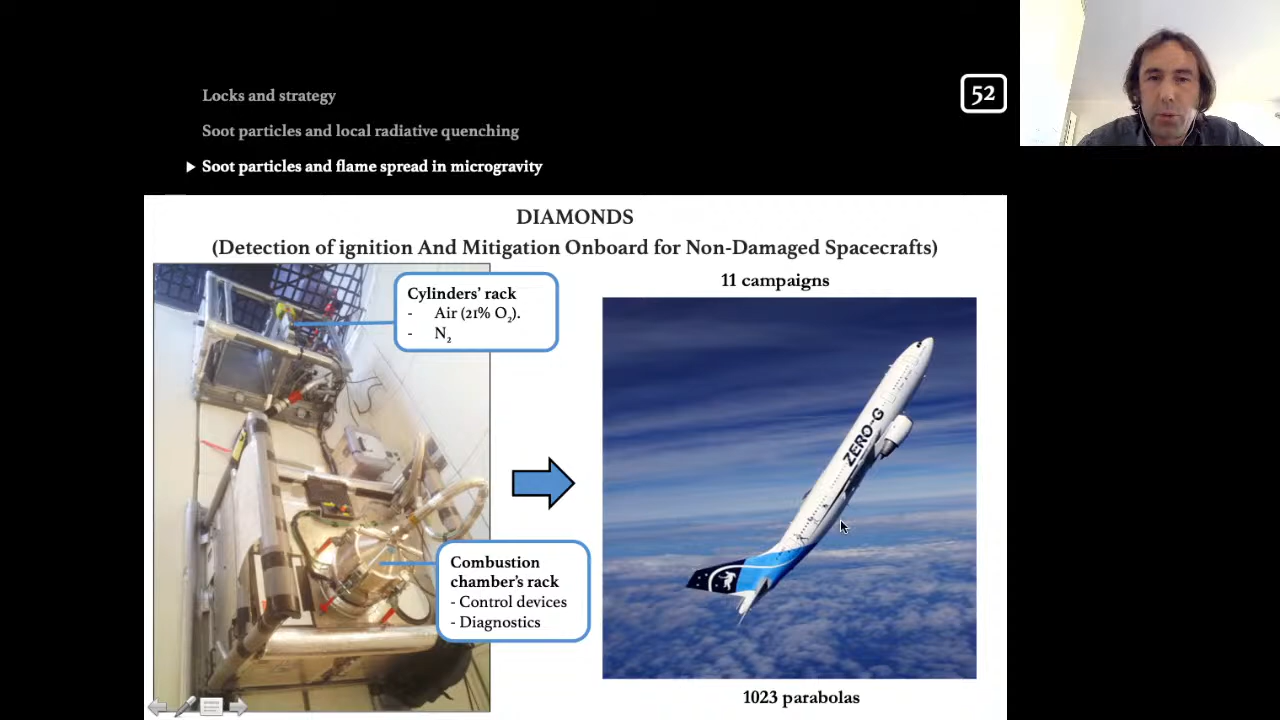 Locks and strategy
52
Soot particles and local radiative quenching
▶ Soot particles and flame spread in microgravity
DIAMONDS
(Detection of ignition And Mitigation Onboard for Non-Damaged Spacecrafts)
Cylinders' rack
- Air (21% O₂).
- N₂
Combustion
chamber's rack
- Control devices
- Diagnostics
11 campaigns
ZERO-G
1023 parabolas